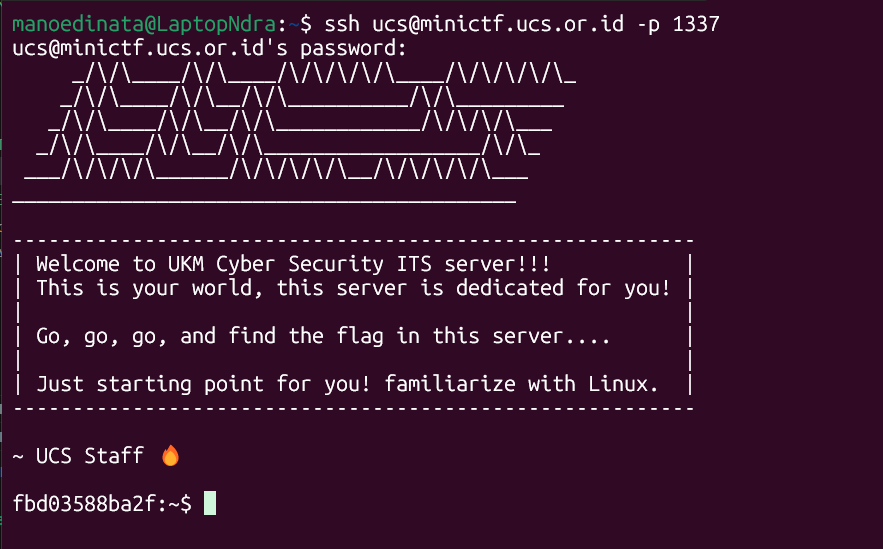 manoedinata@LaptopNdra:~$ ssh ucs@minictf.ucs.or.id -p 1337
ucs@minictf.ucs.or.id's password:
     _/\/\____/\/\____/\/\/\/\/\____/\/\/\/\/\_
    _/\/\____/\/\__/\/\__________/\/\_________
   _/\/\____/\/\__/\/\____________/\/\/\/\___
  _/\/\____/\/\__/\/\__________________/\/\_
 ___/\/\/\/\______/\/\/\/\/\__/\/\/\/\/\___
__________________________________________

---------------------------------------------------------
| Welcome to UKM Cyber Security ITS server!!!           |
| This is your world, this server is dedicated for you! |
|                                                       |
| Go, go, go, and find the flag in this server....      |
|                                                       |
| Just starting point for you! familiarize with Linux.  |
---------------------------------------------------------

~ UCS Staff 🔥

fbd03588ba2f:~$